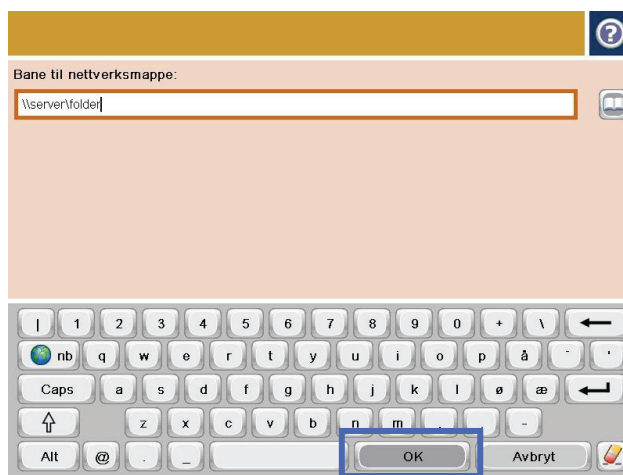 ?
Bane til nettverksmappe:
\\server\folder
| 1 2 3 4 5 6 7 8 9 0 + \
nb q w e r t y u i o p å ¨ '
Caps a s d f g h j k l ø æ
z x c v b n m , . -
Alt @ . _ OK Avbryt